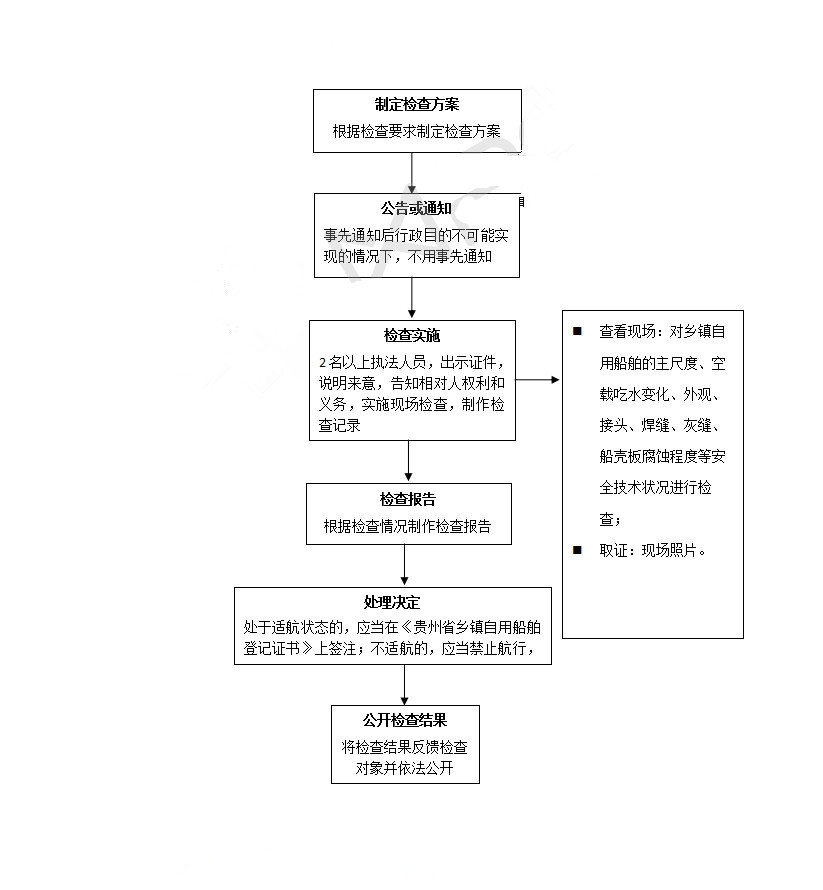 制定检查方案
根据检查要求制定检查方案
公告或通知
事先通知后行政目的不可能实
现的情况下，不用事先通知
检查实施
2名以上执法人员，出示证件，
说明来意，告知相对人权利和
义务，实施现场检查，制作检
查记录
■ 查看现场：对乡镇自
用船舶的主尺度、空
载吃水变化、外观、
接头、焊缝、灰缝、
船壳板腐蚀程度等安
全技术状况进行检
查；
■ 取证：现场照片。
检查报告
根据检查情况制作检查报告
处理决定
处于适航状态的，应当在《贵州省乡镇自用船舶
登记证书》上签注；不适航的，应当禁止航行，
公开检查结果
将检查结果反馈检查
对象并依法公开